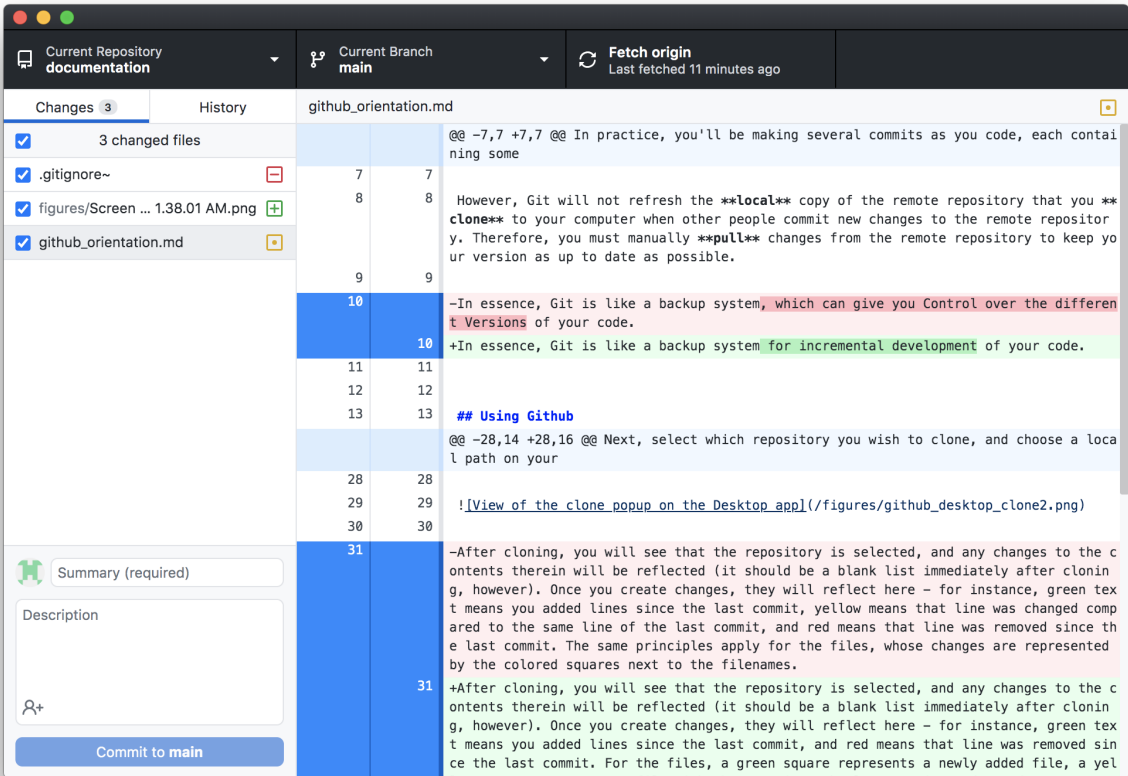 Current Repository
documentation
Current Branch
main
Fetch origin
Last fetched 11 minutes ago
Changes 3
History
3 changed files
.gitignore~
figures/Screen ... 1.38.01 AM.png
github_orientation.md
Summary (required)
Description
Commit to main
github_orientation.md
@@ -7,7 +7,7 @@ In practice, you'll be making several commits as you code, each contai
ning some
7 7
8 8 However, Git will not refresh the **local** copy of the remote repository that you **
clone** to your computer when other people commit new changes to the remote repositor
y. Therefore, you must manually **pull** changes from the remote repository to keep yo
ur version as up to date as possible.
9 9
10 -In essence, Git is like a backup system, which can give you Control over the differen
t Versions of your code.
10 +In essence, Git is like a backup system for incremental development of your code.
11 11
12 12
13 13 ## Using Github
@@ -28,14 +28,16 @@ Next, select which repository you wish to clone, and choose a loca
l path on your
28 28
29 29 ![View of the clone popup on the Desktop app](/figures/github_desktop_clone2.png)
30 30
31 -After cloning, you will see that the repository is selected, and any changes to the c
ontents therein will be reflected (it should be a blank list immediately after clonin
g, however). Once you create changes, they will reflect here – for instance, green tex
t means you added lines since the last commit, yellow means that line was changed comp
ared to the same line of the last commit, and red means that line was removed since th
e last commit. The same principles apply for the files, whose changes are represented
by the colored squares next to the filenames.
31 +After cloning, you will see that the repository is selected, and any changes to the c
ontents therein will be reflected (it should be a blank list immediately after clonin
g, however). Once you create changes, they will reflect here – for instance, green tex
t means you added lines since the last commit, and red means that line was removed sin
ce the last commit. For the files, a green square represents a newly added file, a yel